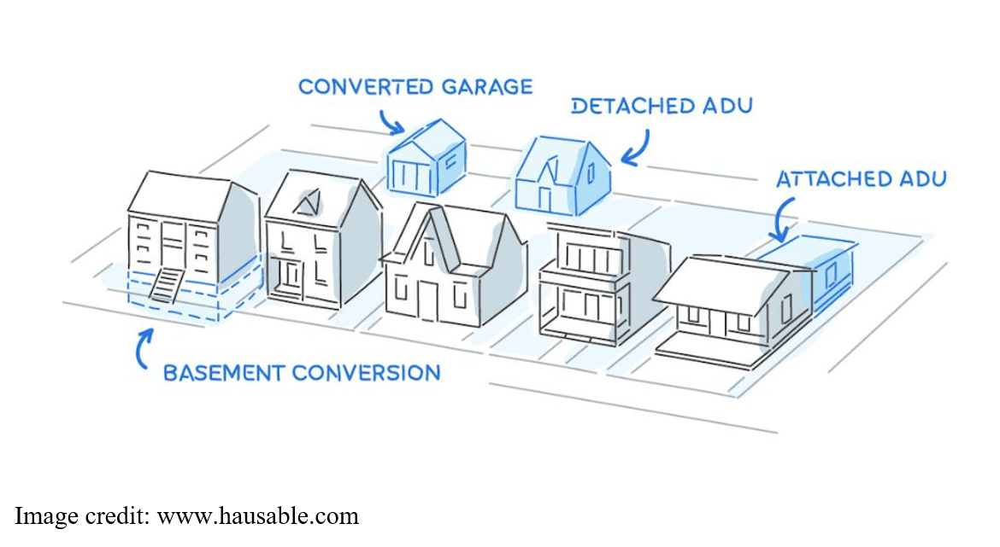 CONVERTED GARAGE
DETACHED ADU
ATTACHED ADU
BASEMENT CONVERSION
Image credit: www.hausable.com